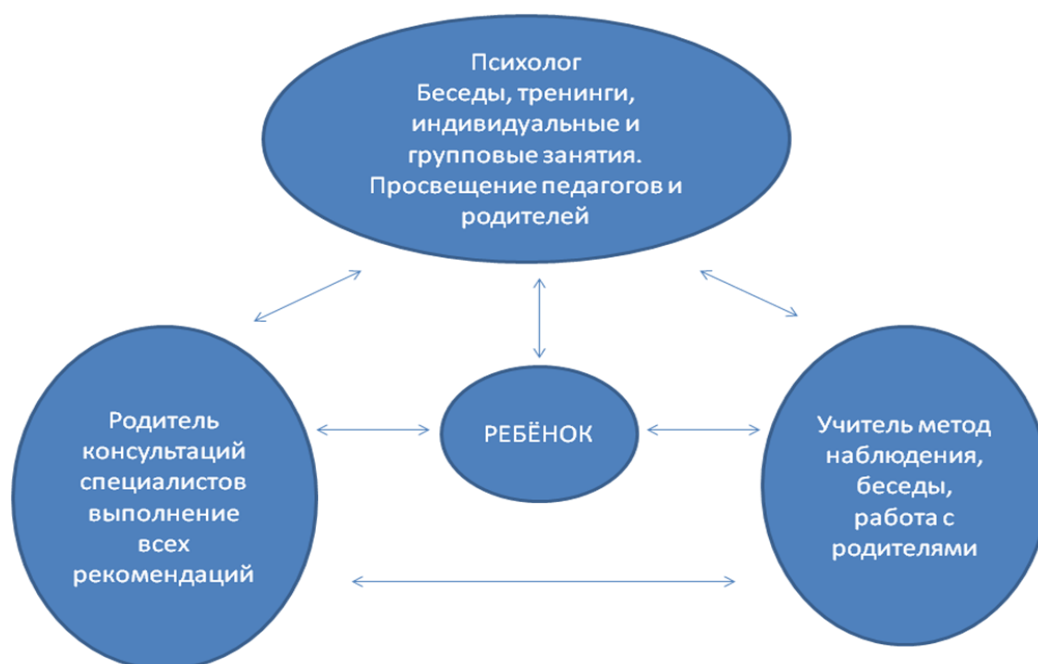 Психолог
Беседы, тренинги,
индивидуальные и
групповые занятия.
Просвещение педагогов и
родителей
Родитель
консультаций
специалистов
выполнение
всех
рекомендаций
РЕБЁНОК
Учитель метод
наблюдения,
беседы,
работа с
родителями